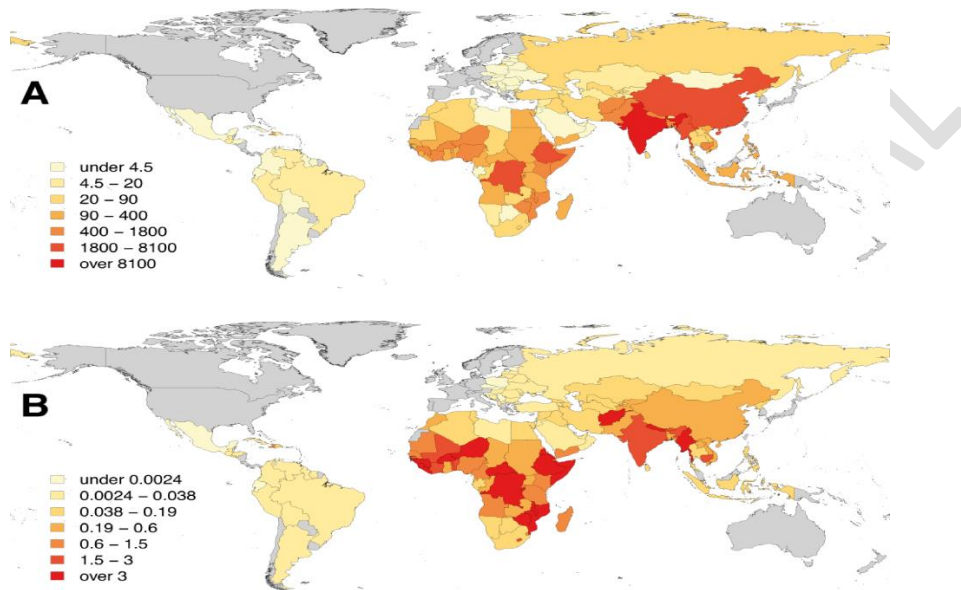 A
under 4.5
4.5 – 20
20 – 90
90 – 400
400 – 1800
1800 – 8100
over 8100
B
under 0.0024
0.0024 – 0.038
0.038 – 0.19
0.19 – 0.6
0.6 – 1.5
1.5 – 3
over 3